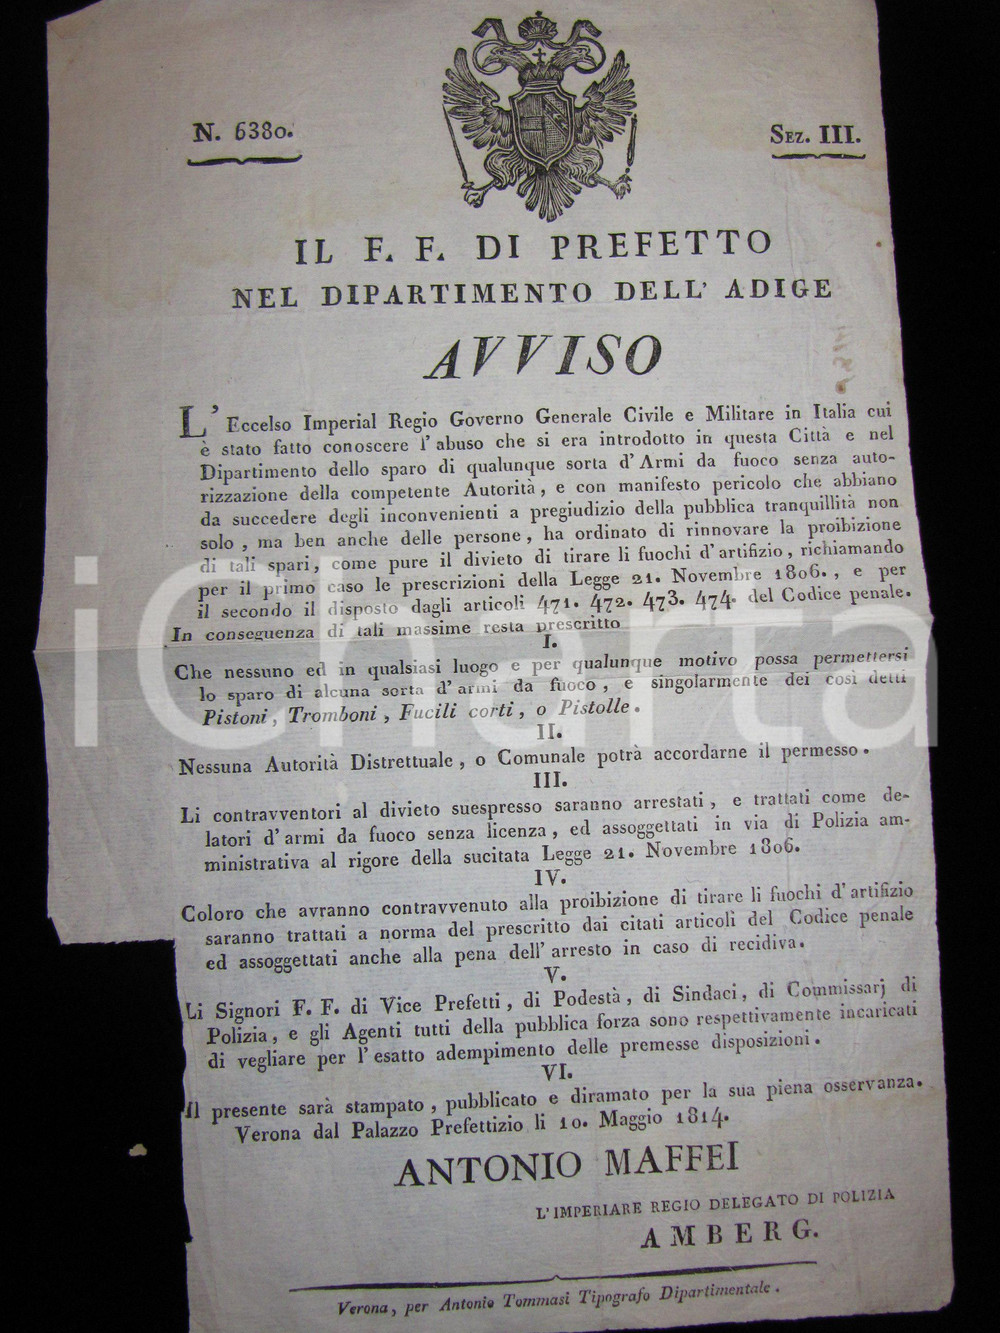 N. 6380.
Sez. III.
IL F. F. DI PREFETTO
NEL DIPARTIMENTO DELL' ADIGE
AVVISO
L' Eccelso Imperial Regio Governo Generale Civile e Militare in Italia cui
è stato fatto conoscere l'abuso che si era introdotto in questa Città e nel
Dipartimento dello sparo di qualunque sorta d'Armi da fuoco senza auto-
rizzazione della competente Autorità, e con manifesto pericolo che abbiano
da succedere degli inconvenienti a pregiudizio della pubblica tranquillità non
solo, ma ben anche delle persone, ha ordinato di rinnovare la proibizione
di tali spari, come pure il divieto di tirare li fuochi d'artifizio, richiamando
per il primo caso le prescrizioni della Legge 21. Novembre 1806., e per
il secondo il disposto dagli articoli 471. 472. 473. 474. del Codice penale.
In conseguenza di tali massime resta prescritto
I.
Che nessuno ed in qualsiasi luogo e per qualunque motivo possa permettersi
lo sparo di alcuna sorta d'armi da fuoco, e singolarmente dei così detti
Pistoni, Tromboni, Fucili corti, o Pistolle.
II.
Nessuna Autorità Distrettuale, o Comunale potrà accordarne il permesso.
III.
Li contravventori al divieto suespresso saranno arrestati, e trattati come de-
latori d'armi da fuoco senza licenza, ed assoggettati in via di Polizia am-
ministrativa al rigore della sucitata Legge 21. Novembre 1806.
IV.
Coloro che avranno contravvenuto alla proibizione di tirare li fuochi d'artifizio
saranno trattati a norma del prescritto dai citati articoli del Codice penale
ed assoggettati anche alla pena dell'arresto in caso di recidiva.
V.
Li Signori F. F. di Vice Prefetti, di Podestà, di Sindaci, di Commissarj di
Polizia, e gli Agenti tutti della pubblica forza sono respettivamente incaricati
di vegliare per l'esatto adempimento delle premesse disposizioni.
VI.
Il presente sarà stampato, pubblicato e diramato per la sua piena osservanza.
Verona dal Palazzo Prefettizio li 10. Maggio 1814.
ANTONIO MAFFEI
L'IMPERIARE REGIO DELEGATO DI POLIZIA
AMBERG.
Verona, per Antonio Tommasi Tipografo Dipartimentale.
iCharta